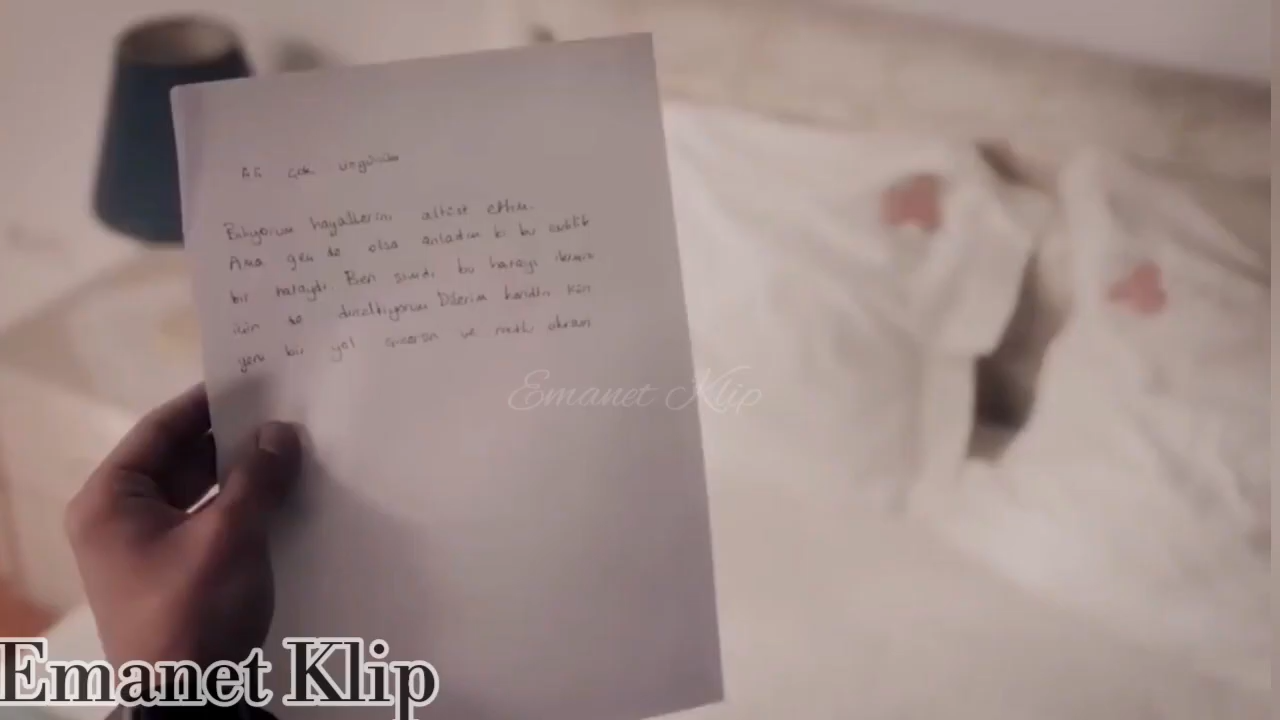 Ali çok üzgünüm
Biliyorum hayallerini altüst ettim.
Ama geç de olsa anladım ki bu evlilik
bir hataydı. Ben şimdi bu hatayı ikimiz
için de düzeltiyorum Dilerim kendine
yeni bir yol çizersin ve mutlu olursun
Emanet Klip
Emanet Klip